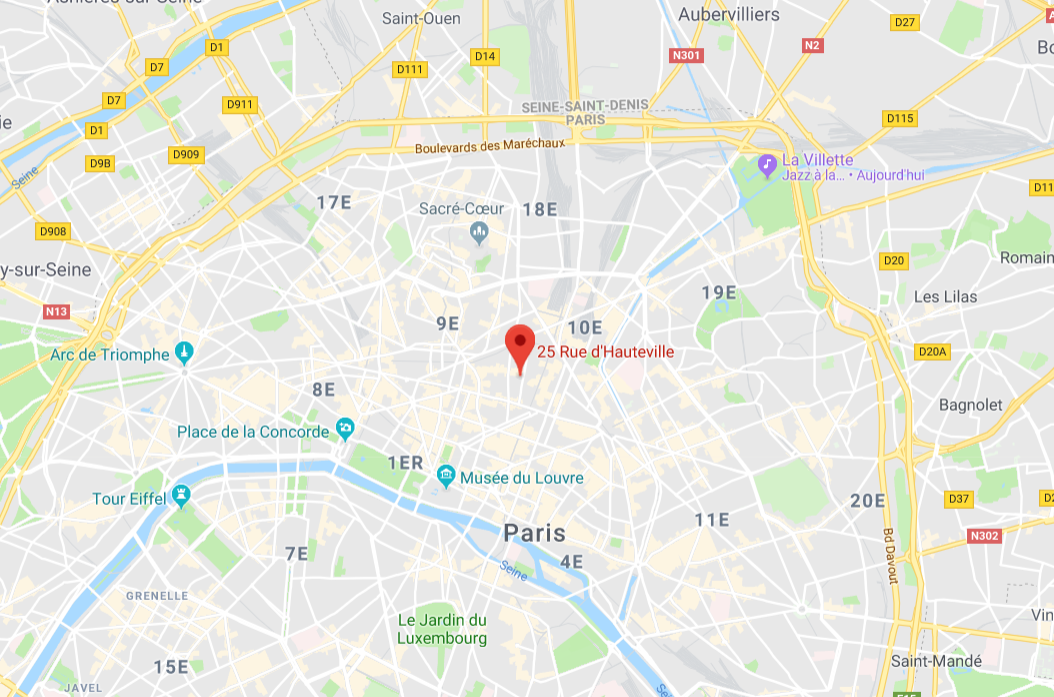 Asnières-sur-Seine
Saint-Ouen
Aubervilliers
D27
D1
D14
N301
N2
D7
D111
D7
D911
SEINE-SAINT-DENIS
PARIS
D115
D1
Boulevards des Maréchaux
D9B
D909
La Villette
Jazz à la... • Aujourd'hui
Seine
D11
17E
Sacré-Cœur
18E
D908
D20
Romain
y-sur-Seine
19E
Les Lilas
N13
9E
10E
Arc de Triomphe
25 Rue d'Hauteville
D20A
8E
Bagnolet
Place de la Concorde
1ER
Musée du Louvre
Tour Eiffel
20E
D37
11E
Paris
N302
7E
4E
Bd Davout
Seine
GRENELLE
Le Jardin du
Luxembourg
Vin
15E
Saint-Mandé
JAVEL